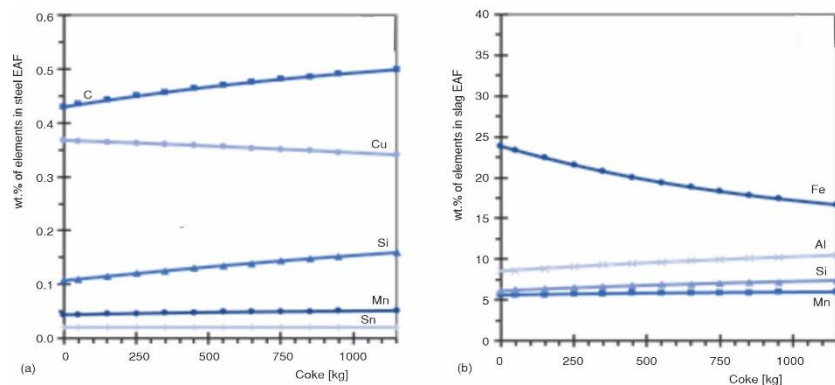 wt.% of elements in steel EAF
0.6
0.5
0.4
0.3
0.2
0.1
0.0
C
Cu
Si
Mn
Sn
0 250 500 750 1000
(a)
Coke [kg]
wt.% of elements in slag EAF
40
35
30
25
20
15
10
5
0
Fe
Al
Si
Mn
0 250 500 750 1000
(b)
Coke [kg]